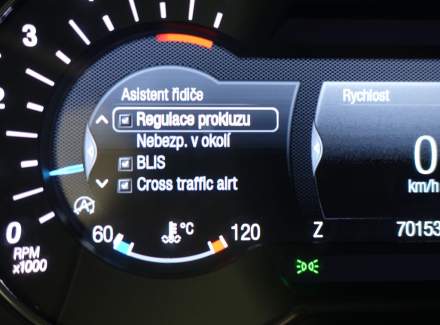 3
2
Asistent řidiče
Regulace prokluzu
Nebezp. v okolí
BLIS
Cross traffic alrt
Rychlost
0
km/h
0
RPM
x1000
60 °C 120
Z 70153